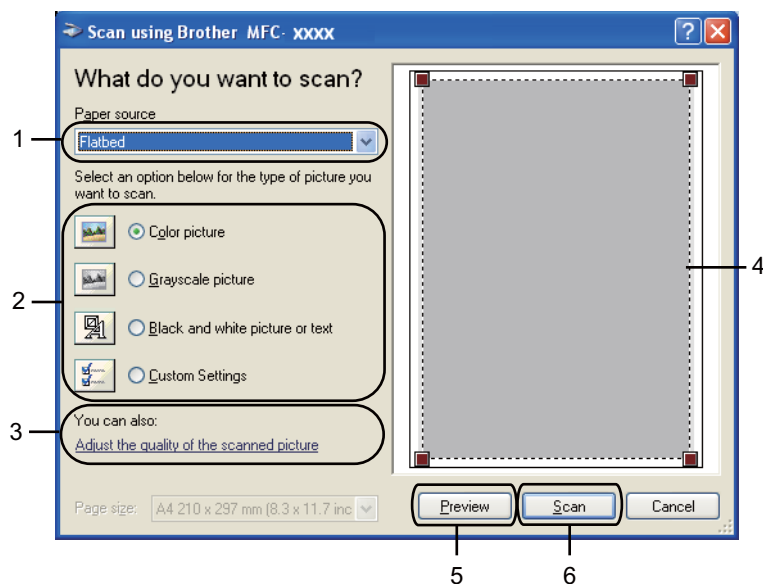 Scan using Brother MFC- XXXX
What do you want to scan?
Paper source
1
Flatbed
Select an option below for the type of picture you
want to scan.
Color picture
Grayscale picture
2
Black and white picture or text
Custom Settings
4
You can also:
3
Adjust the quality of the scanned picture
Page size: A4 210 x 297 mm (8.3 x 11.7 inc
Preview
Scan
Cancel
5
6